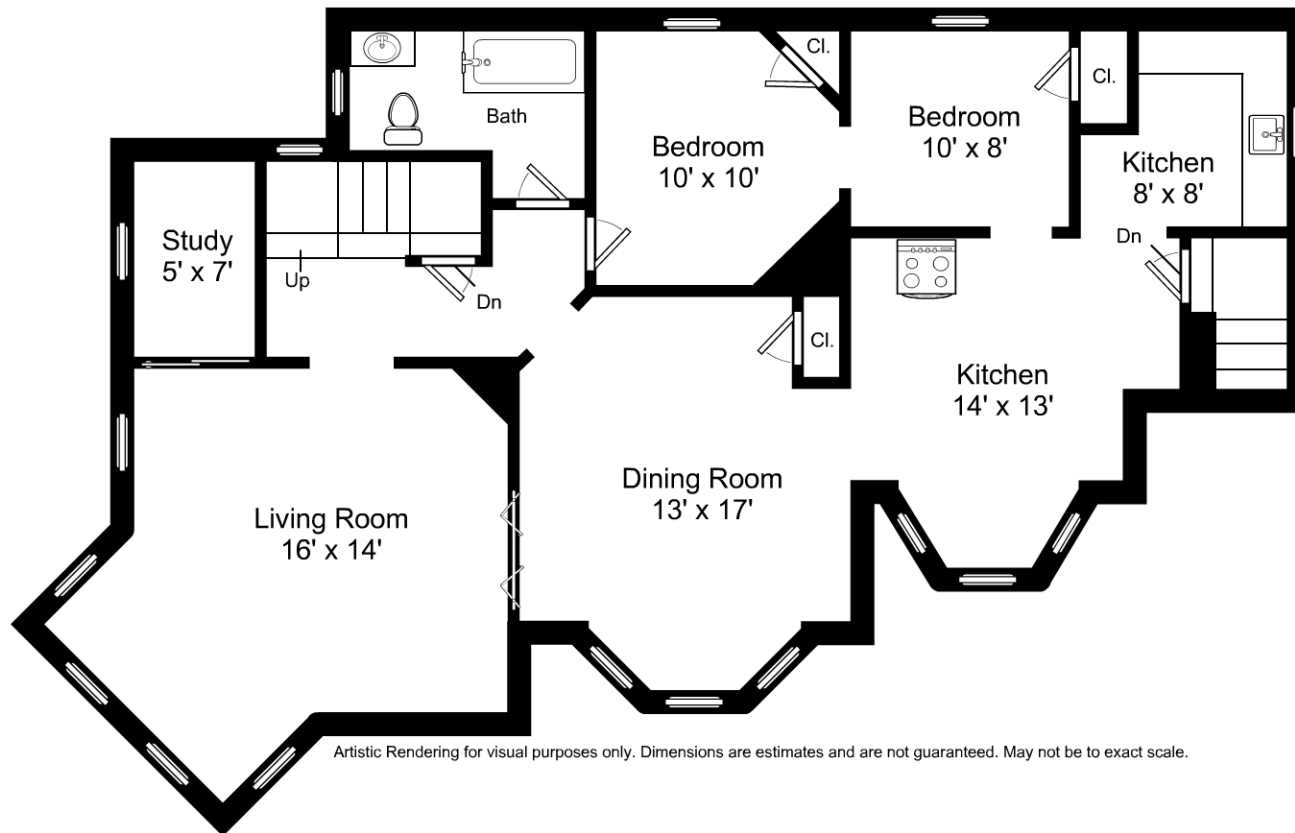 Cl.
Cl.
Bath
Bedroom
10' x 10'
Bedroom
10' x 8'
Kitchen
8' x 8'
Study
5' x 7'
Up
Dn
Dn
Cl.
Kitchen
14' x 13'
Dining Room
13' x 17'
Living Room
16' x 14'
Artistic Rendering for visual purposes only. Dimensions are estimates and are not guaranteed. May not be to exact scale.